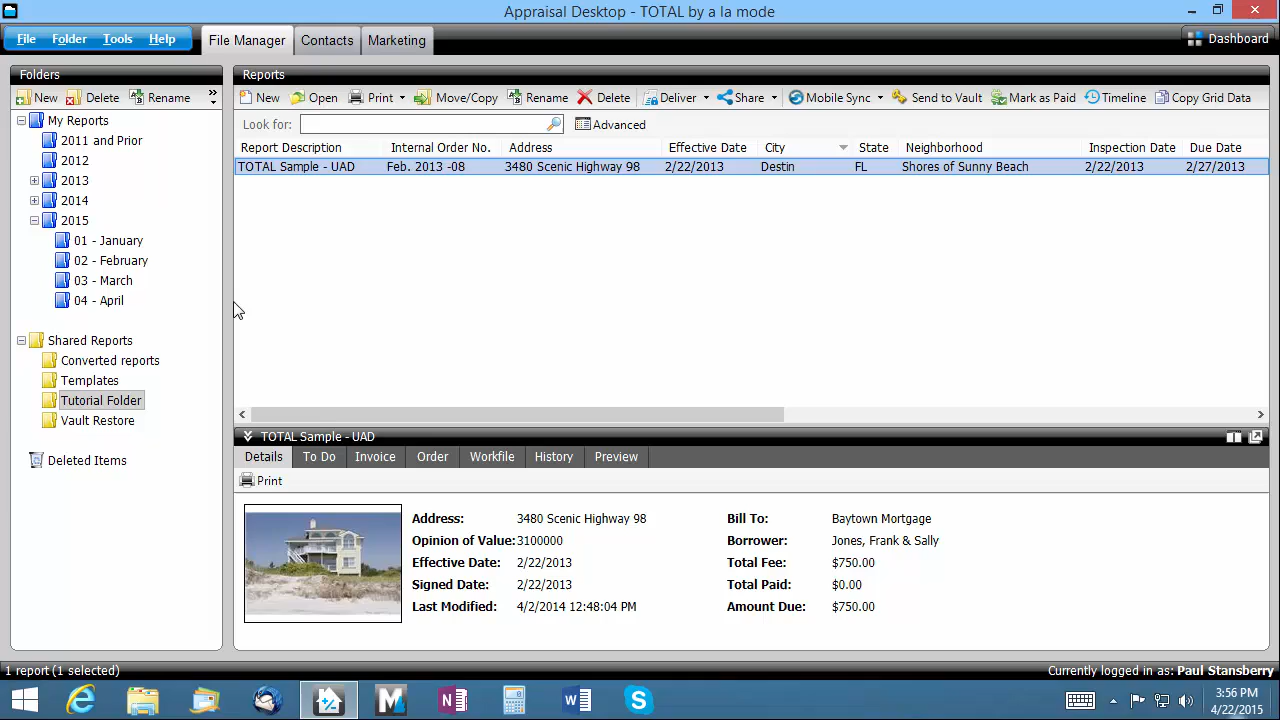 Appraisal Desktop - TOTAL by a la mode
File Folder Tools Help File Manager Contacts Marketing Dashboard
Folders
New Delete Rename
My Reports
2011 and Prior
2012
2013
2014
2015
01 - January
02 - February
03 - March
04 - April
Shared Reports
Converted reports
Templates
Tutorial Folder
Vault Restore
Deleted Items
Reports
New Open Print Move/Copy Rename Delete Deliver Share Mobile Sync Send to Vault Mark as Paid Timeline Copy Grid Data
Look for: Advanced
Report Description Internal Order No. Address Effective Date City State Neighborhood Inspection Date Due Date
TOTAL Sample - UAD Feb. 2013 -08 3480 Scenic Highway 98 2/22/2013 Destin FL Shores of Sunny Beach 2/22/2013 2/27/2013
TOTAL Sample - UAD
Details To Do Invoice Order Workfile History Preview
Print
Address: 3480 Scenic Highway 98 Bill To: Baytown Mortgage
Opinion of Value: 3100000 Borrower: Jones, Frank & Sally
Effective Date: 2/22/2013 Total Fee: $750.00
Signed Date: 2/22/2013 Total Paid: $0.00
Last Modified: 4/2/2014 12:48:04 PM Amount Due: $750.00
1 report (1 selected) Currently logged in as: Paul Stansberry
3:56 PM
4/22/2015